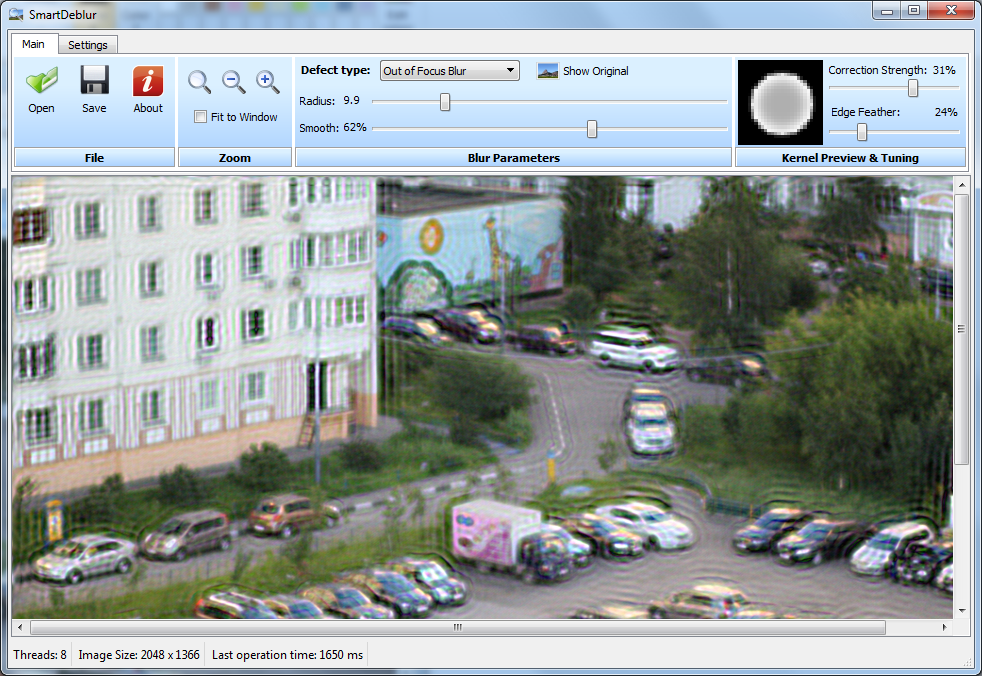 SmartDeblur
Main
Settings
Open
Save
About
File
Fit to Window
Zoom
Defect type:
Out of Focus Blur
Show Original
Radius: 9.9
Smooth: 62%
Blur Parameters
Correction Strength: 31%
Edge Feather: 24%
Kernel Preview & Tuning
Threads: 8
Image Size: 2048 x 1366
Last operation time: 1650 ms